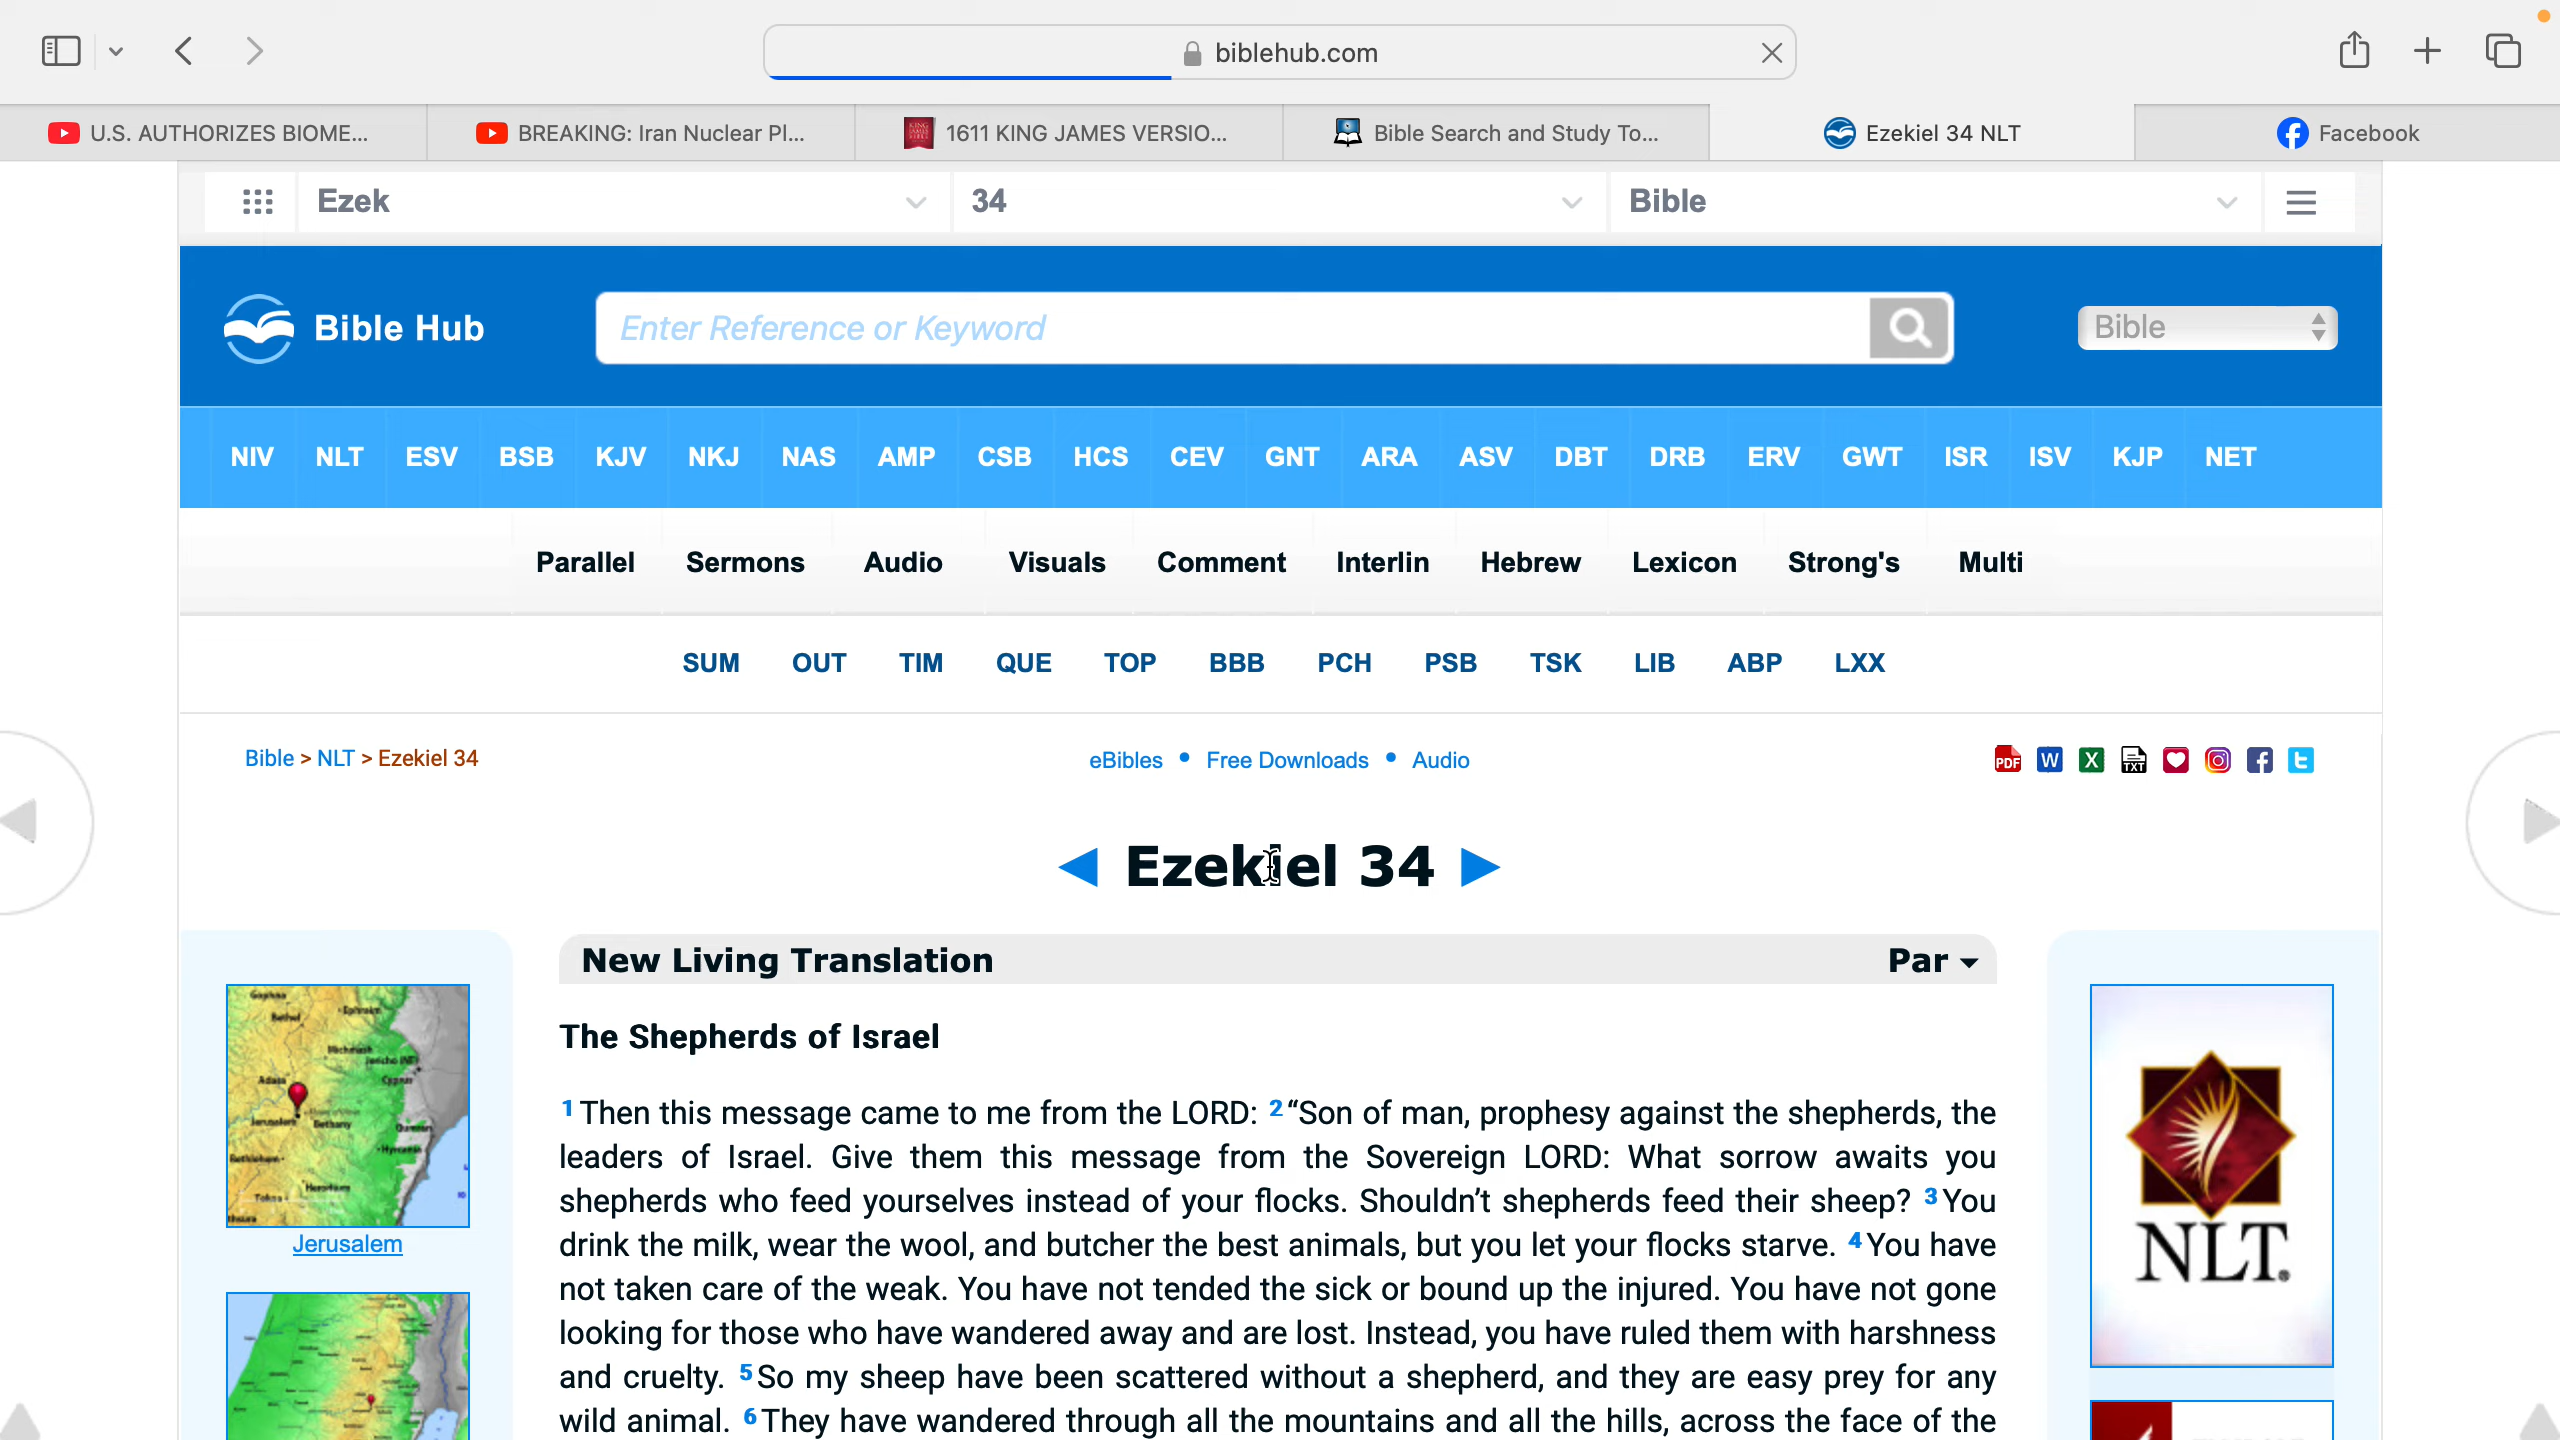 biblehub.com
U.S. AUTHORIZES BIOME...
BREAKING: Iran Nuclear Pl...
1611 KING JAMES VERSIO...
Bible Search and Study To...
Ezekiel 34 NLT
Facebook
Ezek
34
Bible
Bible Hub
Enter Reference or Keyword
Bible
NIV NLT ESV BSB KJV NKJ NAS AMP CSB HCS CEV GNT ARA ASV DBT DRB ERV GWT ISR ISV KJP NET
Parallel Sermons Audio Visuals Comment Interlin Hebrew Lexicon Strong's Multi
SUM OUT TIM QUE TOP BBB PCH PSB TSK LIB ABP LXX
Bible > NLT > Ezekiel 34
eBibles • Free Downloads • Audio
PDF W X TXT
◄ Ezekiel 34 ►
New Living Translation
Par
The Shepherds of Israel
1 Then this message came to me from the LORD: 2 “Son of man, prophesy against the shepherds, the
leaders of Israel. Give them this message from the Sovereign LORD: What sorrow awaits you
shepherds who feed yourselves instead of your flocks. Shouldn’t shepherds feed their sheep? 3 You
drink the milk, wear the wool, and butcher the best animals, but you let your flocks starve. 4 You have
not taken care of the weak. You have not tended the sick or bound up the injured. You have not gone
looking for those who have wandered away and are lost. Instead, you have ruled them with harshness
and cruelty. 5 So my sheep have been scattered without a shepherd, and they are easy prey for any
wild animal. 6 They have wandered through all the mountains and all the hills, across the face of the
Jerusalem
NLT